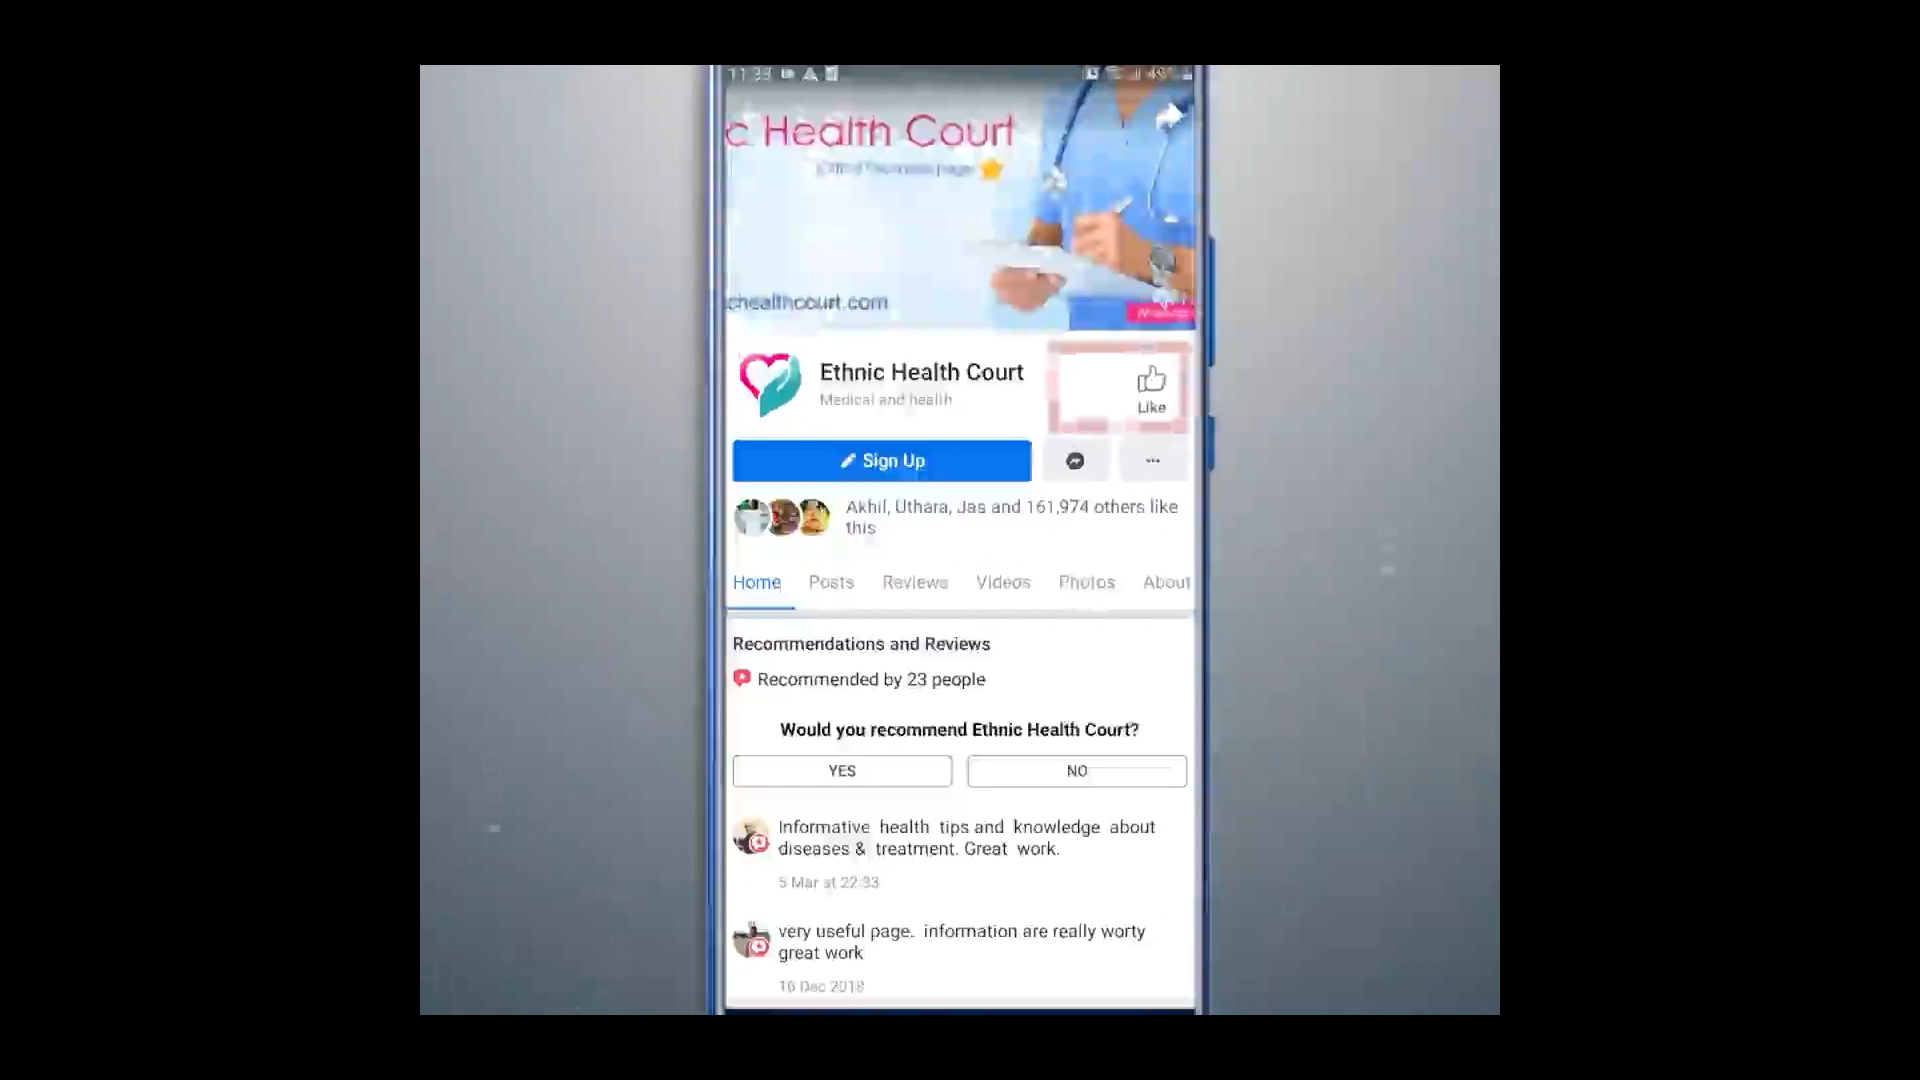 11:33
c Health Court
chealthcourt.com
Ethnic Health Court
Medical and health
Like
Sign Up
Akhil, Uthara, Jas and 161,974 others like
this
Home Posts Reviews Videos Photos About
Recommendations and Reviews
Recommended by 23 people
Would you recommend Ethnic Health Court?
YES NO
Informative health tips and knowledge about
diseases & treatment. Great work.
5 Mar at 22:33
very useful page. information are really worty
great work
16 Dec 2018